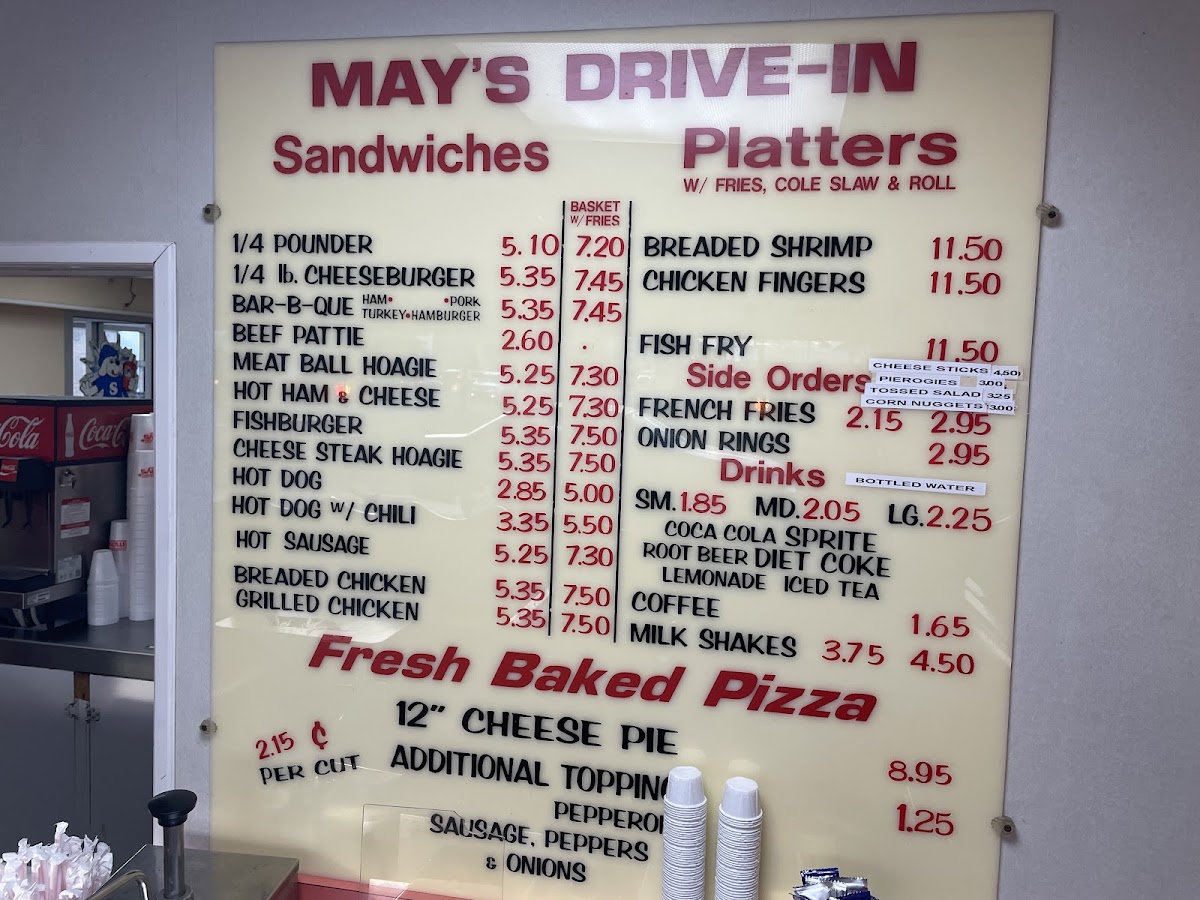 MAY'S DRIVE-IN
Sandwiches
BASKET
W/ FRIES
1/4 POUNDER 5.10 7.20
1/4 lb. CHEESEBURGER 5.35 7.45
BAR-B-QUE HAM• •PORK
TURKEY•HAMBURGER 5.35 7.45
BEEF PATTIE 2.60 .
MEAT BALL HOAGIE 5.25 7.30
HOT HAM & CHEESE 5.25 7.30
FISHBURGER 5.35 7.50
CHEESE STEAK HOAGIE 5.35 7.50
HOT DOG 2.85 5.00
HOT DOG W/ CHILI 3.35 5.50
HOT SAUSAGE 5.25 7.30
BREADED CHICKEN 5.35 7.50
GRILLED CHICKEN 5.35 7.50
Platters
W/ FRIES, COLE SLAW & ROLL
BREADED SHRIMP 11.50
CHICKEN FINGERS 11.50
FISH FRY 11.50
Side Orders
CHEESE STICKS 4.50
PIEROGIES 3.00
TOSSED SALAD 3.25
CORN NUGGETS 3.00
FRENCH FRIES 2.15 2.95
ONION RINGS 2.95
Drinks
BOTTLED WATER
SM. 1.85 MD. 2.05 LG. 2.25
COCA COLA SPRITE
ROOT BEER DIET COKE
LEMONADE ICED TEA
COFFEE 1.65
MILK SHAKES 3.75 4.50
Fresh Baked Pizza
12" CHEESE PIE 8.95
2.15 ¢
PER CUT
ADDITIONAL TOPPING 1.25
PEPPERO
SAUSAGE, PEPPERS
& ONIONS
Coca-Cola